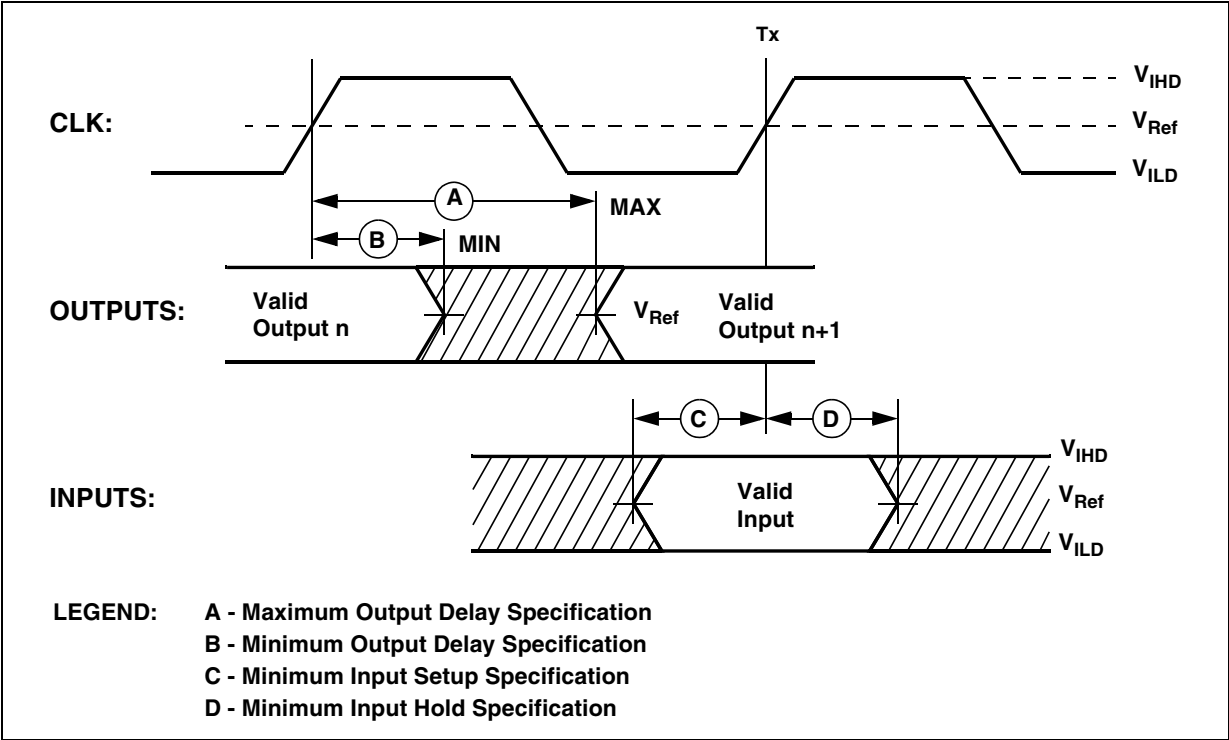 Tx
V_IHD
CLK:
V_Ref
V_ILD
A
MAX
B
MIN
OUTPUTS:
Valid
Output n
V_Ref
Valid
Output n+1
C
D
V_IHD
INPUTS:
Valid
Input
V_Ref
V_ILD
LEGEND:
A - Maximum Output Delay Specification
B - Minimum Output Delay Specification
C - Minimum Input Setup Specification
D - Minimum Input Hold Specification